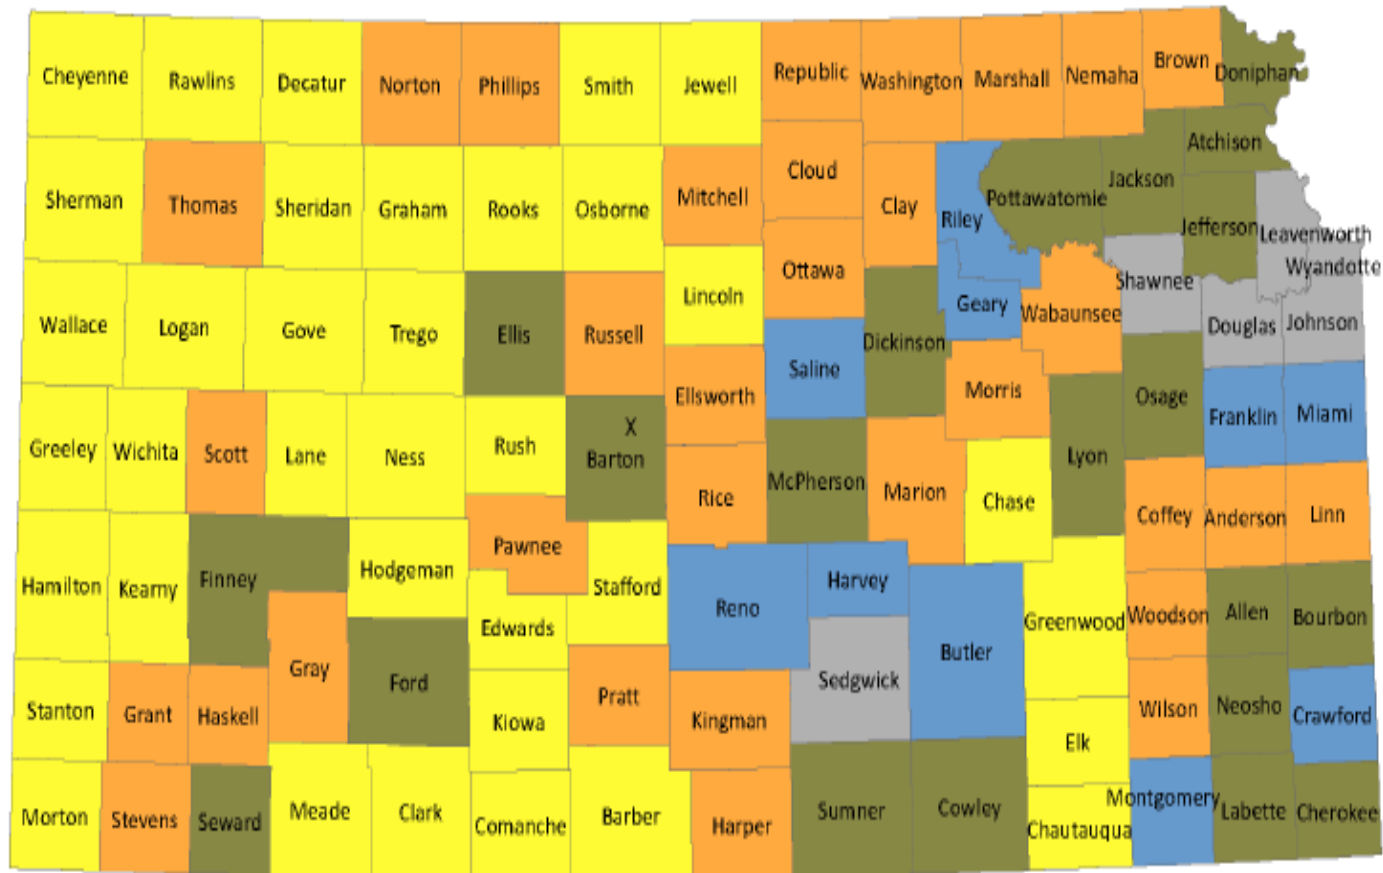 Cheyenne
Rawlins
Decatur
Norton
Phillips
Smith
Jewell
Republic
Washington
Marshall
Nemaha
Brown
Doniphan
Sherman
Thomas
Sheridan
Graham
Rooks
Osborne
Mitchell
Cloud
Clay
Riley
Pottawatomie
Jackson
Atchison
Jefferson
Leavenworth
Wyandotte
Wallace
Logan
Gove
Trego
Ellis
Russell
Lincoln
Ottawa
Saline
Dickinson
Geary
Wabaunsee
Shawnee
Douglas
Johnson
Greeley
Wichita
Scott
Lane
Ness
Rush
X
Barton
Ellsworth
Rice
McPherson
Marion
Morris
Chase
Lyon
Osage
Franklin
Miami
Coffey
Anderson
Linn
Hamilton
Kearny
Finney
Hodgeman
Pawnee
Stafford
Edwards
Reno
Harvey
Sedgwick
Butler
Greenwood
Woodson
Allen
Bourbon
Stanton
Grant
Haskell
Gray
Ford
Kiowa
Pratt
Kingman
Elk
Wilson
Neosho
Crawford
Morton
Stevens
Seward
Meade
Clark
Comanche
Barber
Harper
Sumner
Cowley
Chautauqua
Montgomery
Labette
Cherokee